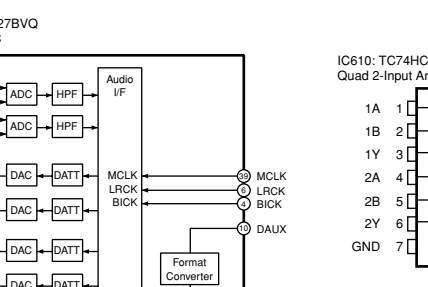 27BVQ
Audio
I/F
ADC HPF
ADC HPF
DAC DATT
MCLK
LRCK
BICK
39 MCLK
6 LRCK
4 BICK
DAC DATT
10 DAUX
DAC DATT
Format
Converter
DAC DATT
IC610: TC74HC
Quad 2-Input
1A 1
1B 2
1Y 3
2A 4
2B 5
2Y 6
GND 7